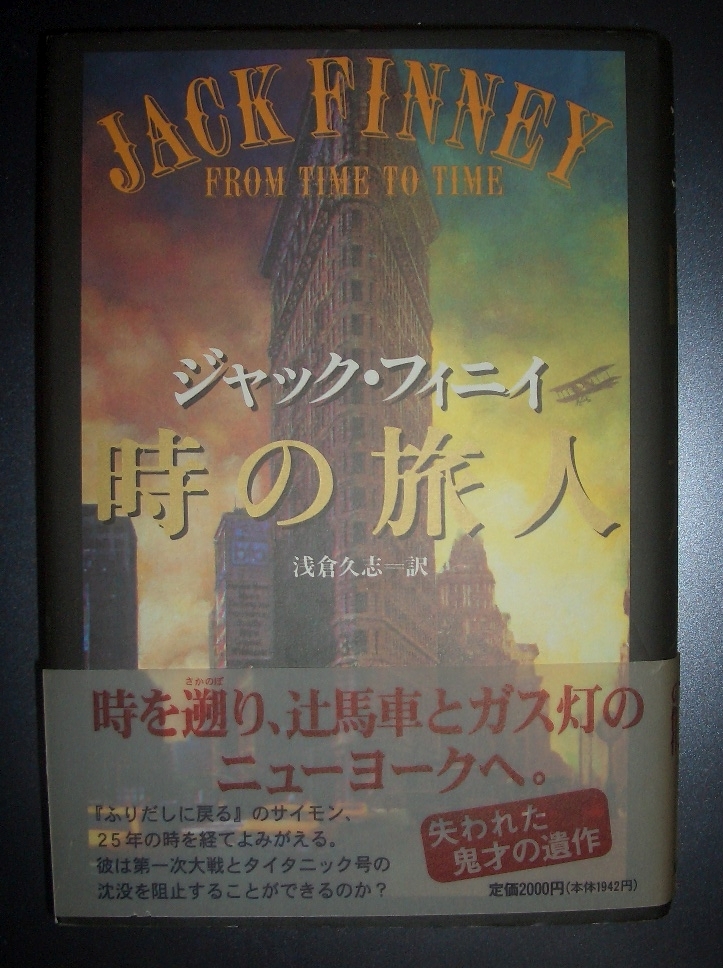 JACK FINNEY
FROM TIME TO TIME
ジャック・フィニイ
時の旅人
浅倉久志＝訳
さかのぼ
時を遡り、辻馬車とガス灯の
ニューヨークへ。
『ふりだしに戻る』のサイモン、
25年の時を経てよみがえる。
彼は第一次大戦とタイタニック号の
沈没を阻止することができるのか?
失われた
鬼才の遺作
定価2000円(本体1942円)